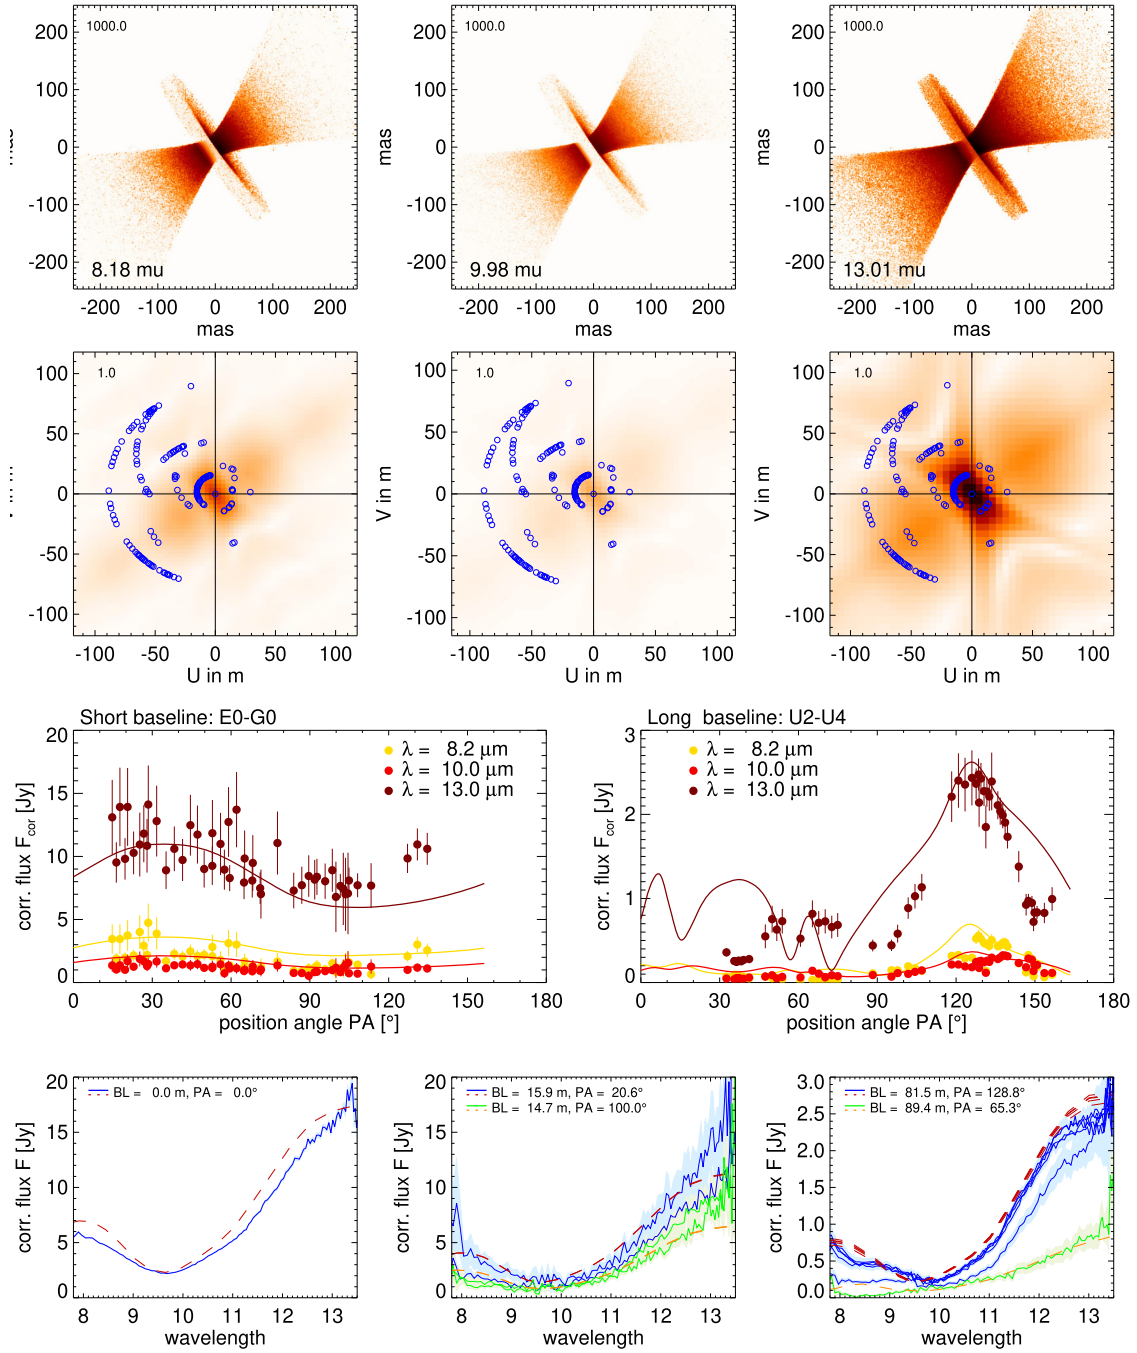 200
100
0
-100
-200
1000.0
8.18 mu
-200 -100 0 100 200
mas
mas
200
100
0
-100
-200
1000.0
9.98 mu
-200 -100 0 100 200
mas
mas
200
100
0
-100
-200
1000.0
13.01 mu
-200 -100 0 100 200
mas
100
50
0
-50
-100
1.0
-100 -50 0 50 100
U in m
V in m
100
50
0
-50
-100
1.0
-100 -50 0 50 100
U in m
V in m
100
50
0
-50
-100
1.0
-100 -50 0 50 100
U in m
Short baseline: E0-G0
λ = 8.2 μm
λ = 10.0 μm
λ = 13.0 μm
corr. flux Fcor [Jy]
20
15
10
5
0
0 30 60 90 120 150 180
position angle PA [°]
Long baseline: U2-U4
λ = 8.2 μm
λ = 10.0 μm
λ = 13.0 μm
corr. flux Fcor [Jy]
3
2
1
0
0 30 60 90 120 150 180
position angle PA [°]
BL = 0.0 m, PA = 0.0°
corr. flux F [Jy]
20
15
10
5
0
8 9 10 11 12 13
wavelength
BL = 15.9 m, PA = 20.6°
BL = 14.7 m, PA = 100.0°
corr. flux F [Jy]
20
15
10
5
0
8 9 10 11 12 13
wavelength
BL = 81.5 m, PA = 128.8°
BL = 89.4 m, PA = 65.3°
corr. flux F [Jy]
3.0
2.5
2.0
1.5
1.0
0.5
0.0
8 9 10 11 12 13
wavelength